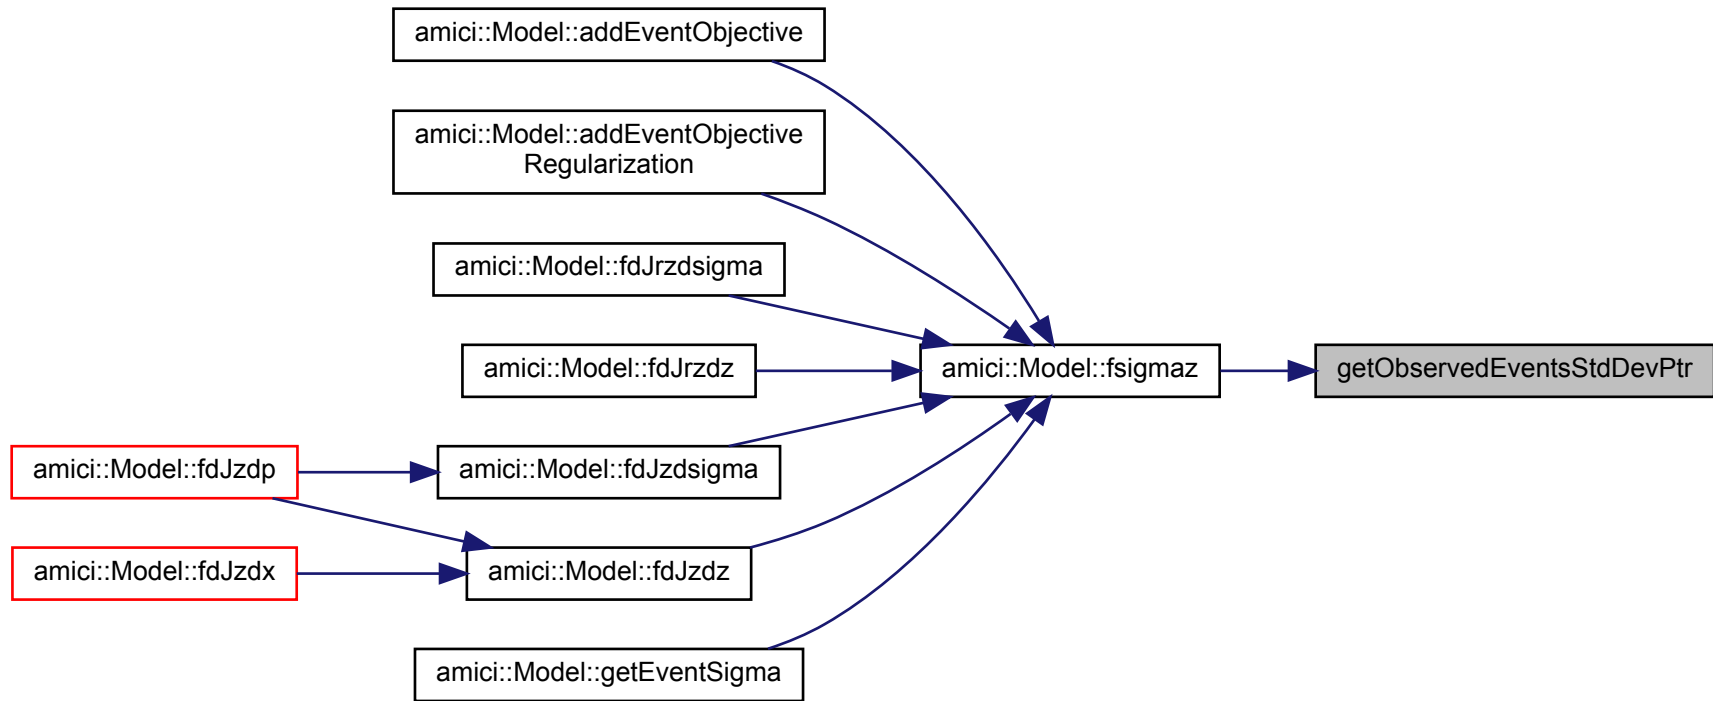 amici::Model::addEventObjective
amici::Model::addEventObjective
Regularization
amici::Model::fdJrzdsigma
amici::Model::fdJrzdz
amici::Model::fsigmaz
getObservedEventsStdDevPtr
amici::Model::fdJzdp
amici::Model::fdJzdsigma
amici::Model::fdJzdx
amici::Model::fdJzdz
amici::Model::getEventSigma